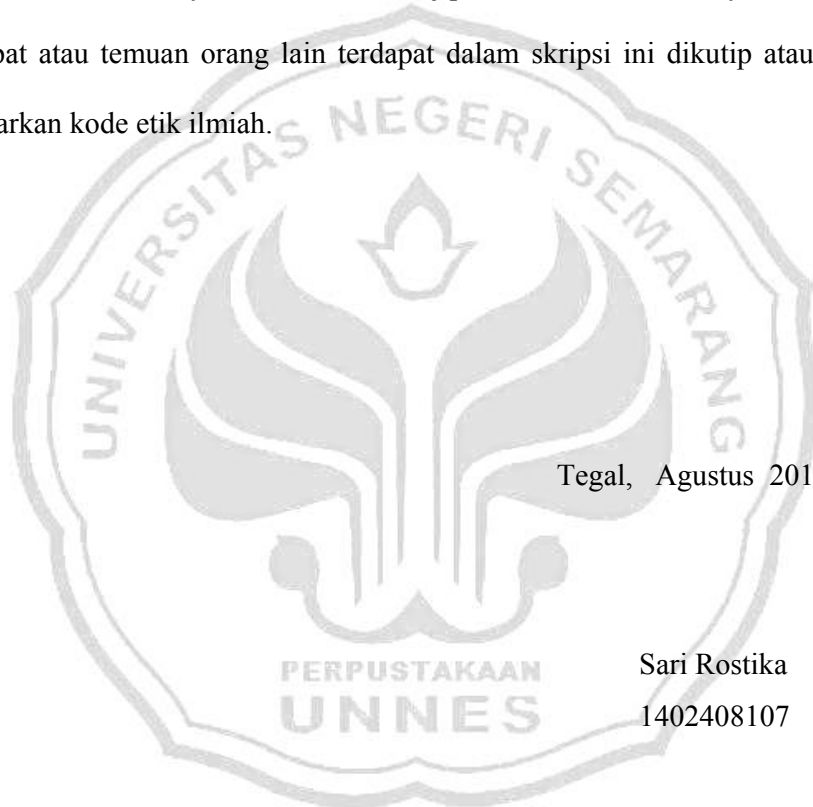 pat atau temuan orang lain terdapat dalam skripsi ini dikutip atau
arkan kode etik ilmiah.
UNIVERSITAS NEGERI SEMARANG
Tegal, Agustus 201
Sari Rostika
PERPUSTAKAAN
UNNES
1402408107